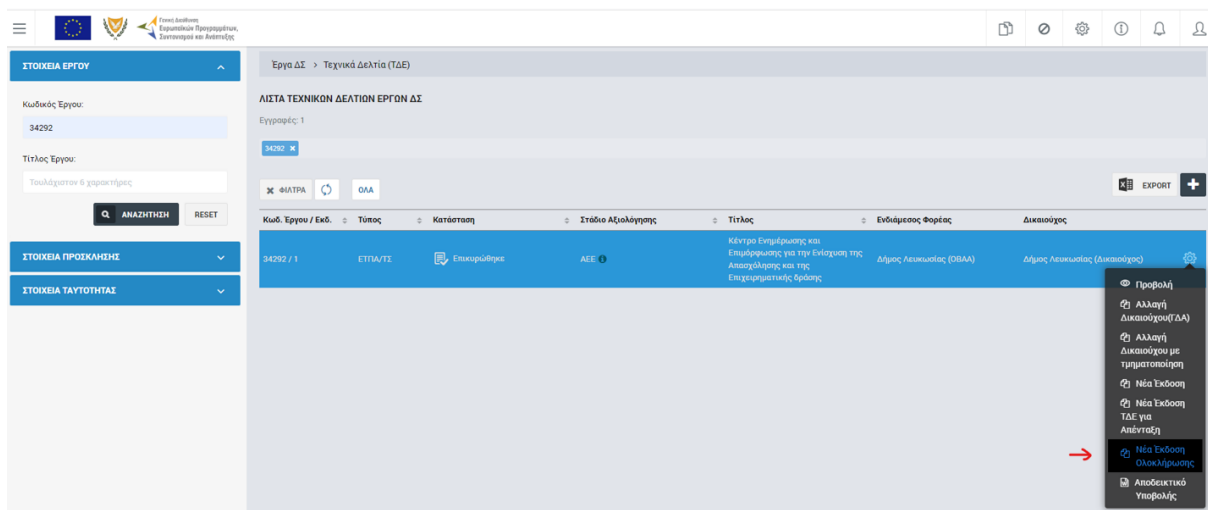 Γενική Διεύθυνση
Ευρωπαϊκών Προγραμμάτων,
Συντονισμού και Ανάπτυξης
ΣΤΟΙΧΕΙΑ ΕΡΓΟΥ
Κωδικός Έργου:
34292
Τίτλος Έργου:
Τουλάχιστον 6 χαρακτήρες
ΑΝΑΖΗΤΗΣΗ
RESET
ΣΤΟΙΧΕΙΑ ΠΡΟΣΚΛΗΣΗΣ
ΣΤΟΙΧΕΙΑ ΤΑΥΤΟΤΗΤΑΣ
Έργα ΔΣ > Τεχνικά Δελτία (ΤΔΕ)
ΛΙΣΤΑ ΤΕΧΝΙΚΩΝ ΔΕΛΤΙΩΝ ΕΡΓΩΝ ΔΣ
Εγγραφές: 1
34292 ×
ΦΙΛΤΡΑ
ΟΛΑ
EXPORT
Κωδ. Έργου / Εκδ. Τύπος Κατάσταση Στάδιο Αξιολόγησης Τίτλος Ενδιάμεσος Φορέας Δικαιούχος
34292 / 1 ΕΤΠΑ/ΤΣ Επικυρώθηκε ΑΕΕ
Κέντρο Ενημέρωσης και
Επιμόρφωσης για την Ενίσχυση της
Απασχόλησης και της
Επιχειρηματικής δράσης
Δήμος Λευκωσίας (ΟΒΑΑ)
Δήμος Λευκωσίας (Δικαιούχος)
Προβολή
Αλλαγή
Δικαιούχου(ΓΔΑ)
Αλλαγή
Δικαιούχου με
τμηματοποίηση
Νέα Έκδοση
Νέα Έκδοση
ΤΔΕ για
Απένταξη
Νέα Έκδοση
Ολοκλήρωσης
Αποδεικτικό
Υποβολής